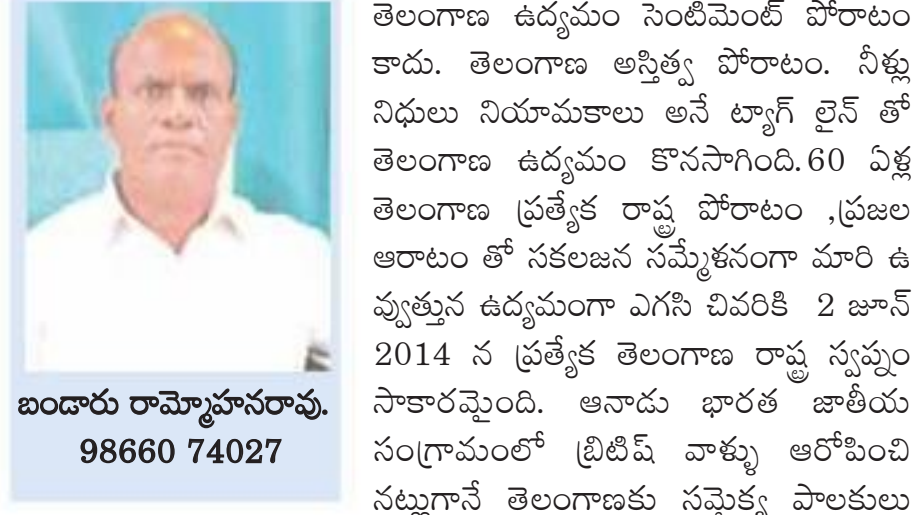 బండారు రామ్మోహనరావు.
98660 74027
తెలంగాణ ఉద్యమం సెంటిమెంట్ పోరాటం
కాదు. తెలంగాణ అస్తిత్వ పోరాటం. నీళ్లు
నిధులు నియామకాలు అనే ట్యాగ్ లైన్ తో
తెలంగాణ ఉద్యమం కొనసాగింది.60 ఏళ్ల
తెలంగాణ ప్రత్యేక రాష్ట్ర పోరాటం ,ప్రజల
ఆరాటం తో సకలజన సమ్మేళనంగా మారి ఉ
వ్వుత్తున ఉద్యమంగా ఎగసి చివరికి 2 జూన్
2014 న ప్రత్యేక తెలంగాణ రాష్ట్ర స్వప్నం
సాకారమైంది. ఆనాడు భారత జాతీయ
సంగ్రామంలో బ్రిటిష్ వాళ్ళు ఆరోపించి
నట్లుగానే తెలంగాణకు సమైక్య పాలకులు